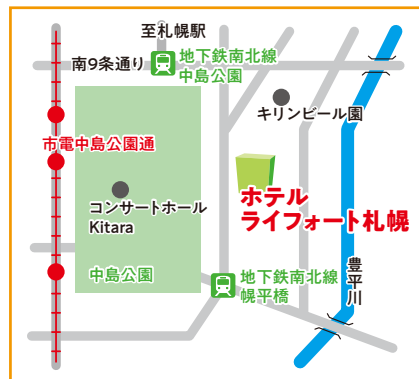 至札幌駅
南9条通り
地下鉄南北線
中島公園
キリンビール園
市電中島公園通
コンサートホール
Kitara
ホテル
ライフォート札幌
中島公園
地下鉄南北線
幌平橋
豊平川